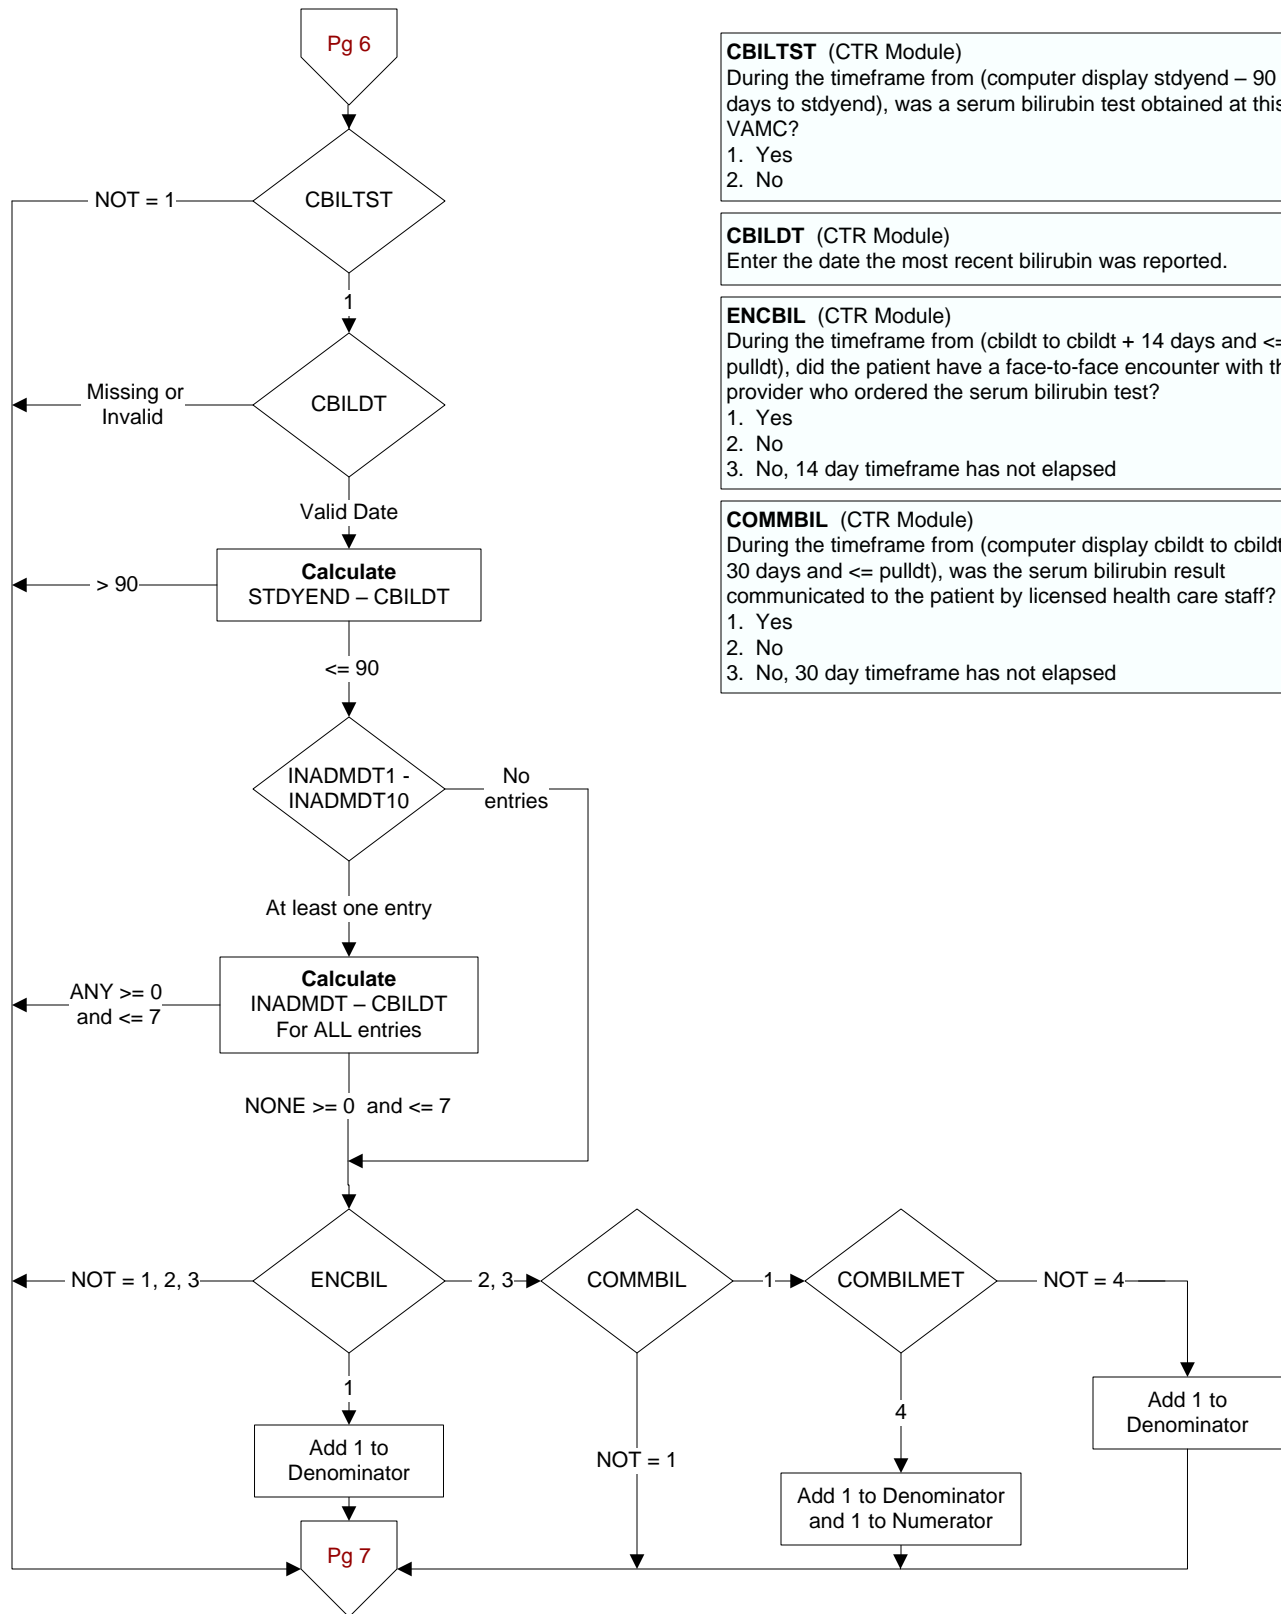 Pg 6
CBILTST
NOT = 1
1
CBILDT
Missing or
Invalid
Valid Date
Calculate
STDYEND – CBILDT
> 90
<= 90
INADMDT1 -
INADMDT10
No
entries
At least one entry
Calculate
INADMDT – CBILDT
For ALL entries
ANY >= 0
and <= 7
NONE >= 0  and <= 7
ENCBIL
NOT = 1, 2, 3
2, 3
COMMBIL
1
COMBILMET
NOT = 4
1
NOT = 1
4
Add 1 to
Denominator
Add 1 to
Denominator
Add 1 to Denominator
and 1 to Numerator
Pg 7
CBILTST  (CTR Module)
During the timeframe from (computer display stdyend – 90
days to stdyend), was a serum bilirubin test obtained at this
VAMC?
1.  Yes
2.  No
CBILDT  (CTR Module)
Enter the date the most recent bilirubin was reported.
ENCBIL  (CTR Module)
During the timeframe from (cbildt to cbildt + 14 days and <=
pulldt), did the patient have a face-to-face encounter with th
provider who ordered the serum bilirubin test?
1.  Yes
2.  No
3.  No, 14 day timeframe has not elapsed
COMMBIL  (CTR Module)
During the timeframe from (computer display cbildt to cbildt
30 days and <= pulldt), was the serum bilirubin result
communicated to the patient by licensed health care staff?
1.  Yes
2.  No
3.  No, 30 day timeframe has not elapsed